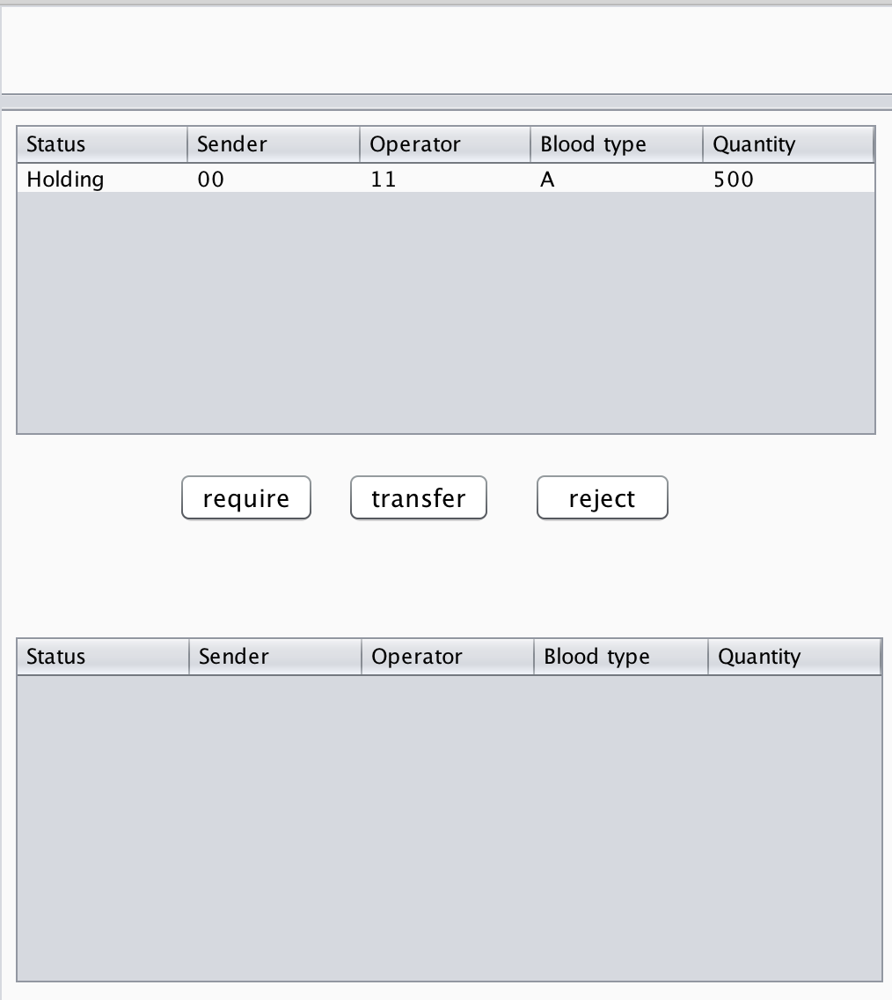 Status Sender Operator Blood type Quantity
Holding 00 11 A 500
require transfer reject
Status Sender Operator Blood type Quantity